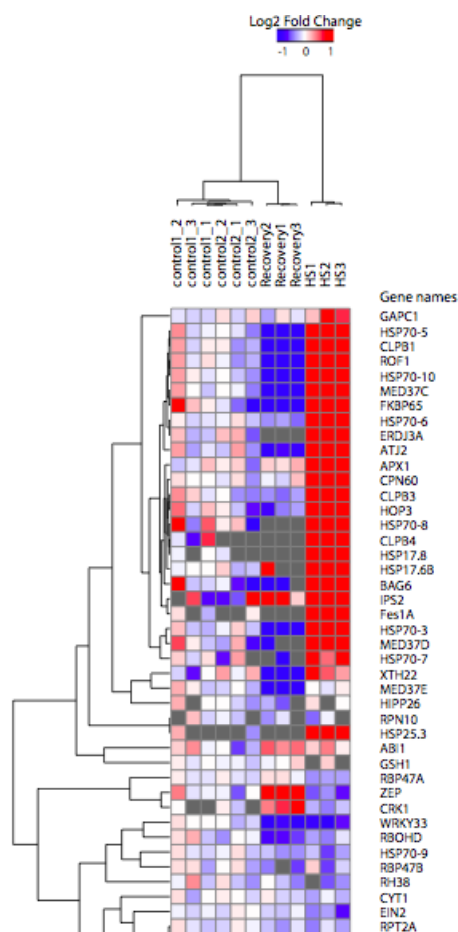 Log2 Fold Change
-1 0 1
control1_2
control1_3
control1_1
control2_2
control2_1
control2_3
Recovery2
Recovery1
Recovery3
HS1
HS2
HS3
Gene names
GAPC1
HSP70-5
CLPB1
ROF1
HSP70-10
MED37C
FKBP65
HSP70-6
ERDJ3A
ATJ2
APX1
CPN60
CLPB3
HOP3
HSP70-8
CLPB4
HSP17.8
HSP17.6B
BAG6
IPS2
Fes1A
HSP70-3
MED37D
HSP70-7
XTH22
MED37E
HIPP26
RPN10
HSP25.3
ABI1
GSH1
RBP47A
ZEP
CRK1
WRKY33
RBOHD
HSP70-9
RBP47B
RH38
CYT1
EIN2
RPT2A